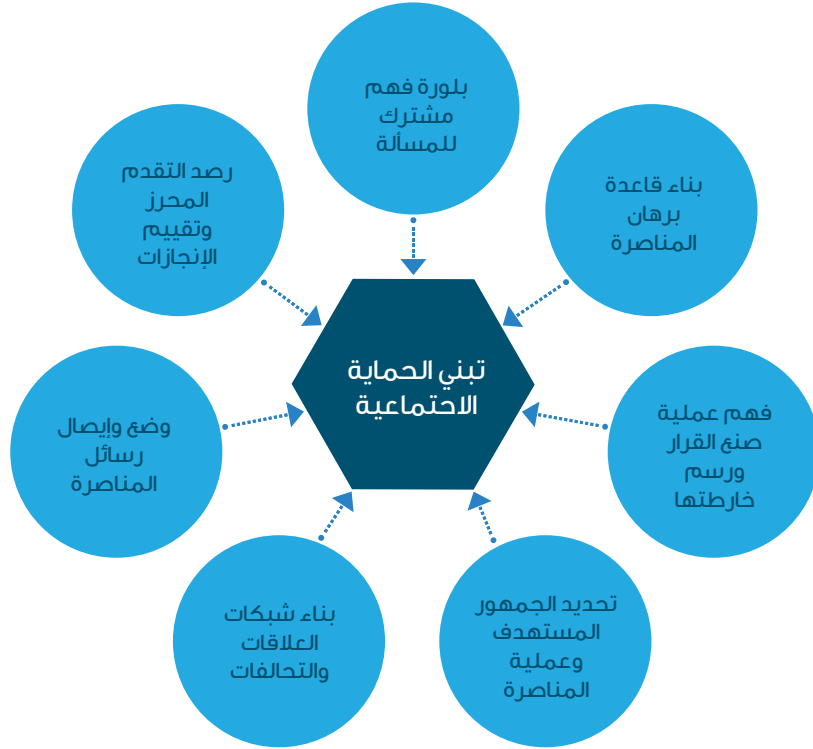 بلورة فهم
مشترك
للمسألة
بناء قاعدة
برهان
المناصرة
فهم عملية
صنع القرار
ورسم
خارطتها
تحديد الجمهور
المستهدف
وعملية
المناصرة
بناء شبكات
العلاقات
والتحالفات
وضع وإيصال
رسائل
المناصرة
رصد التقدم
المحرز
وتقييم
الإنجازات
تبني الحماية
الاحتماعية